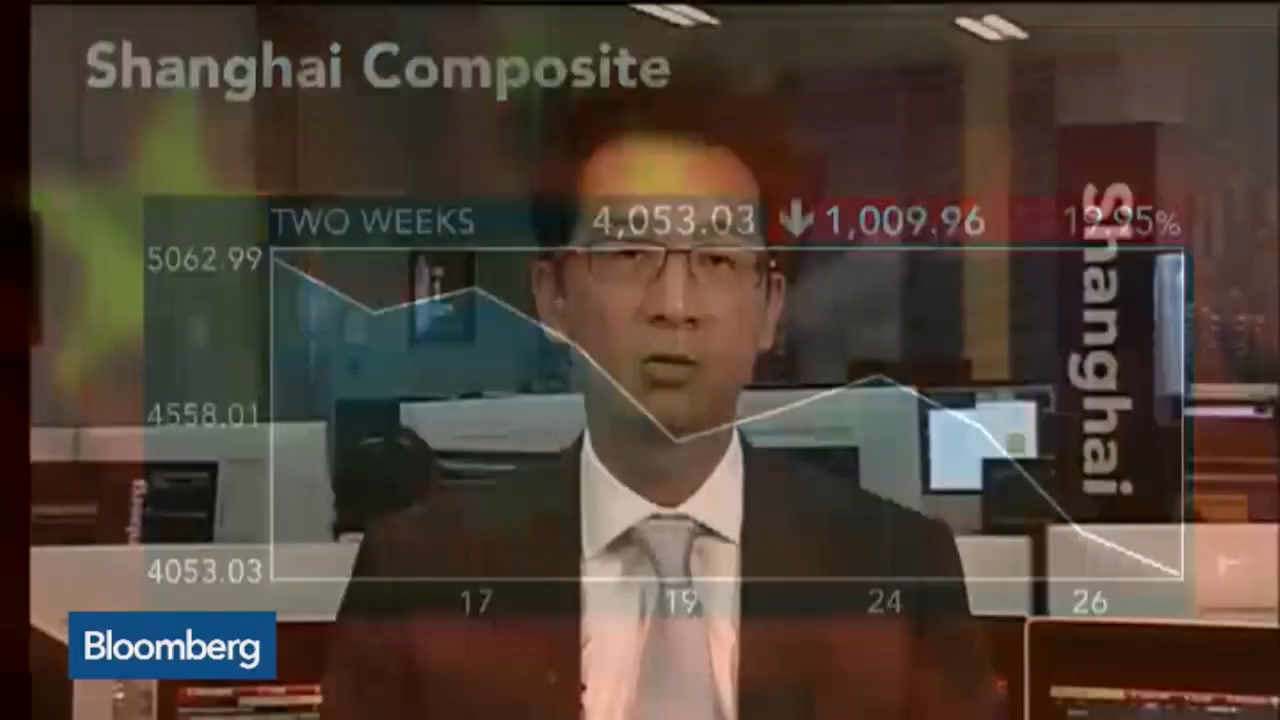 Shanghai Composite
TWO WEEKS 4,053.03 1,009.96 19.95%
5062.99
4558.01
4053.03
17 19 24 26
Shanghai
Bloomberg